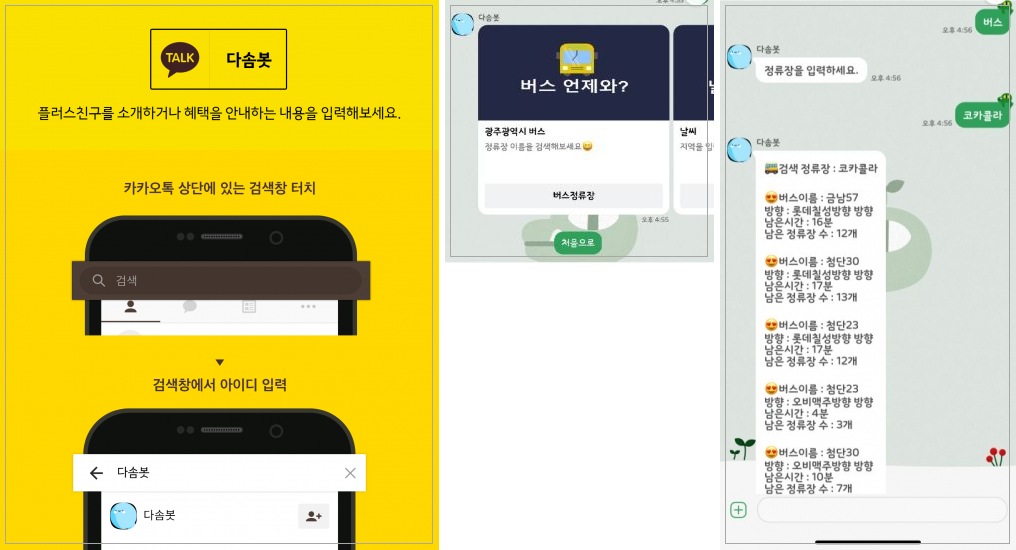 TALK
다솜봇
플러스친구를 소개하거나 혜택을 안내하는 내용을 입력해보세요.
카카오톡 상단에 있는 검색창 터치
검색
검색창에서 아이디 입력
다솜봇
다솜봇
다솜봇
버스 언제와?
광주광역시 버스
정류장 이름을 검색해보세요😄
버스정류장
날씨
지역을 입
오후 4:55
처음으로
버스
오후 4:56
다솜봇
정류장을 입력하세요.
오후 4:56
코카콜라
오후 4:56
다솜봇
🚌검색 정류장 : 코카콜라
😍버스이름 : 금남57
방향 : 롯데칠성방향 방향
남은시간 : 16분
남은 정류장 수 : 12개
😍버스이름 : 첨단30
방향 : 롯데칠성방향 방향
남은시간 : 17분
남은 정류장 수 : 13개
😍버스이름 : 첨단23
방향 : 롯데칠성방향 방향
남은시간 : 17분
남은 정류장 수 : 12개
😍버스이름 : 첨단23
방향 : 오비맥주방향 방향
남은시간 : 4분
남은 정류장 수 : 3개
😍버스이름 : 첨단30
방향 : 오비맥주방향 방향
남은시간 : 10분
남은 정류장 수 : 7개